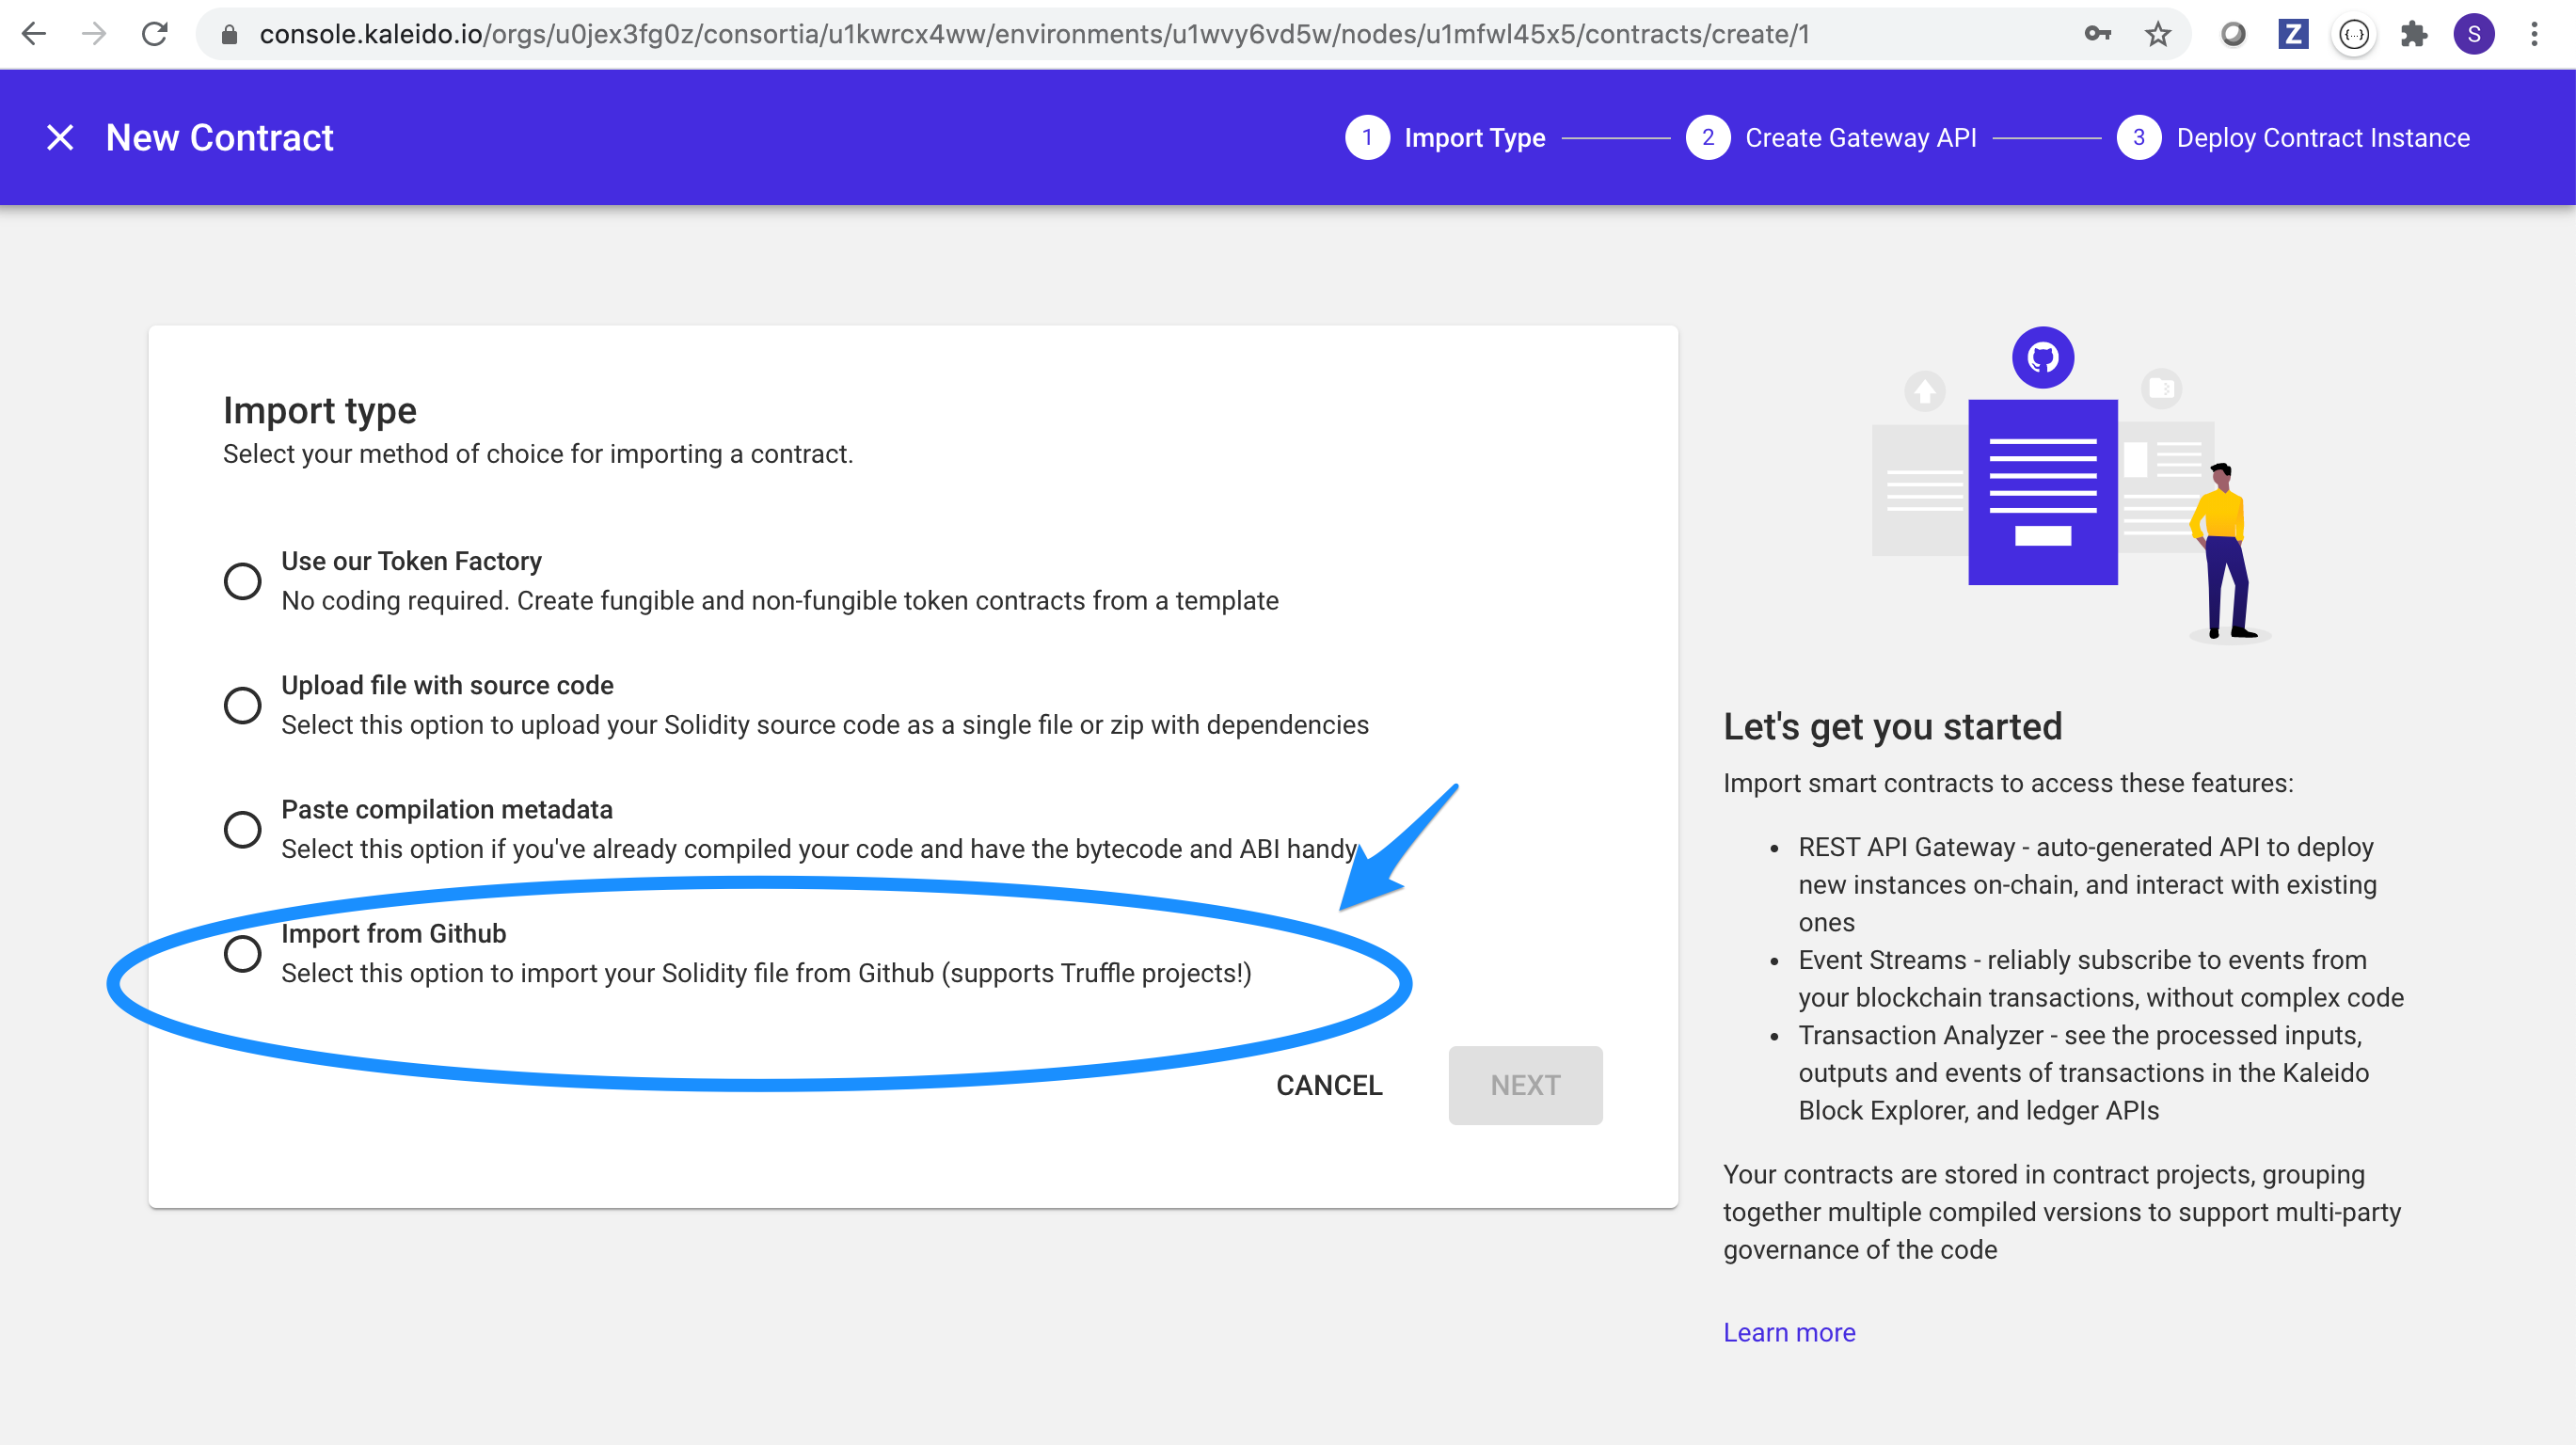 console.kaleido.io/orgs/u0jex3fg0z/consortia/u1kwrcx4ww/environments/u1wvy6vd5w/nodes/u1mfwl45x5/contracts/create/1
Z
{...}
S
New Contract
1 Import Type
2 Create Gateway API
3 Deploy Contract Instance
Import type
Select your method of choice for importing a contract.
Use our Token Factory
No coding required. Create fungible and non-fungible token contracts from a template
Upload file with source code
Select this option to upload your Solidity source code as a single file or zip with dependencies
Paste compilation metadata
Select this option if you've already compiled your code and have the bytecode and ABI handy
Import from Github
Select this option to import your Solidity file from Github (supports Truffle projects!)
CANCEL
NEXT
Let's get you started
Import smart contracts to access these features:
• REST API Gateway - auto-generated API to deploy
new instances on-chain, and interact with existing
ones
• Event Streams - reliably subscribe to events from
your blockchain transactions, without complex code
• Transaction Analyzer - see the processed inputs,
outputs and events of transactions in the Kaleido
Block Explorer, and ledger APIs
Your contracts are stored in contract projects, grouping
together multiple compiled versions to support multi-party
governance of the code
Learn more